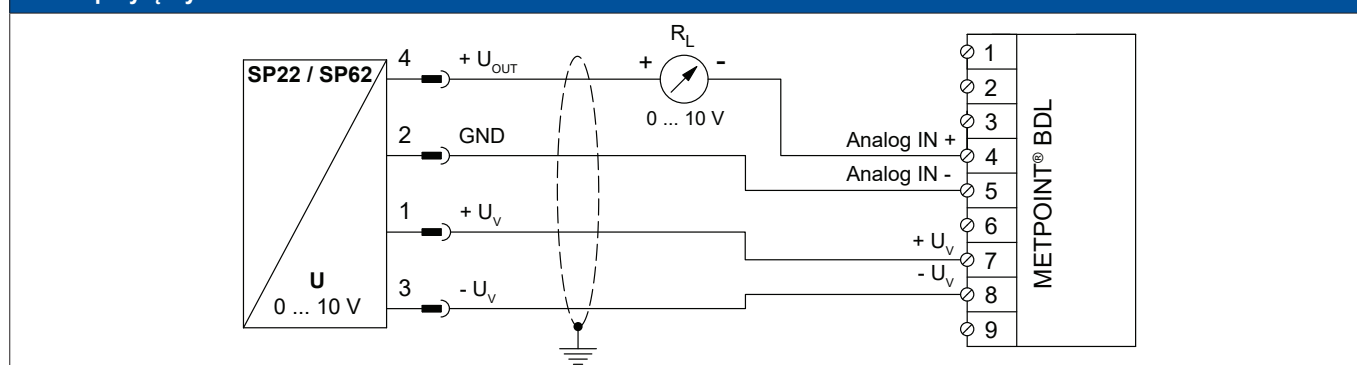 SP22 / SP62
U
0 ... 10 V
4
+ U_OUT
2
GND
1
+ U_V
3
- U_V
R_L
+
-
0 ... 10 V
Analog IN +
Analog IN -
+ U_V
- U_V
1
2
3
4
5
6
7
8
9
METPOINT® BDL